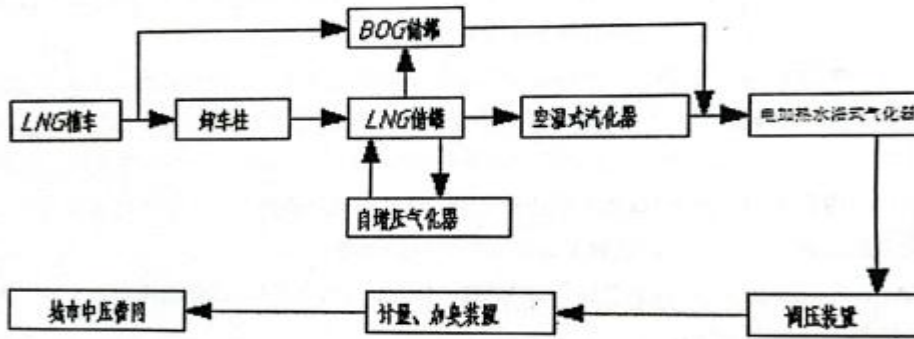 BOG储罐
LNG槽车
卸车柱
LNG储罐
空温式汽化器
电加热水浴式气化器
自增压气化器
城市中压管网
计量、加臭装置
调压装置